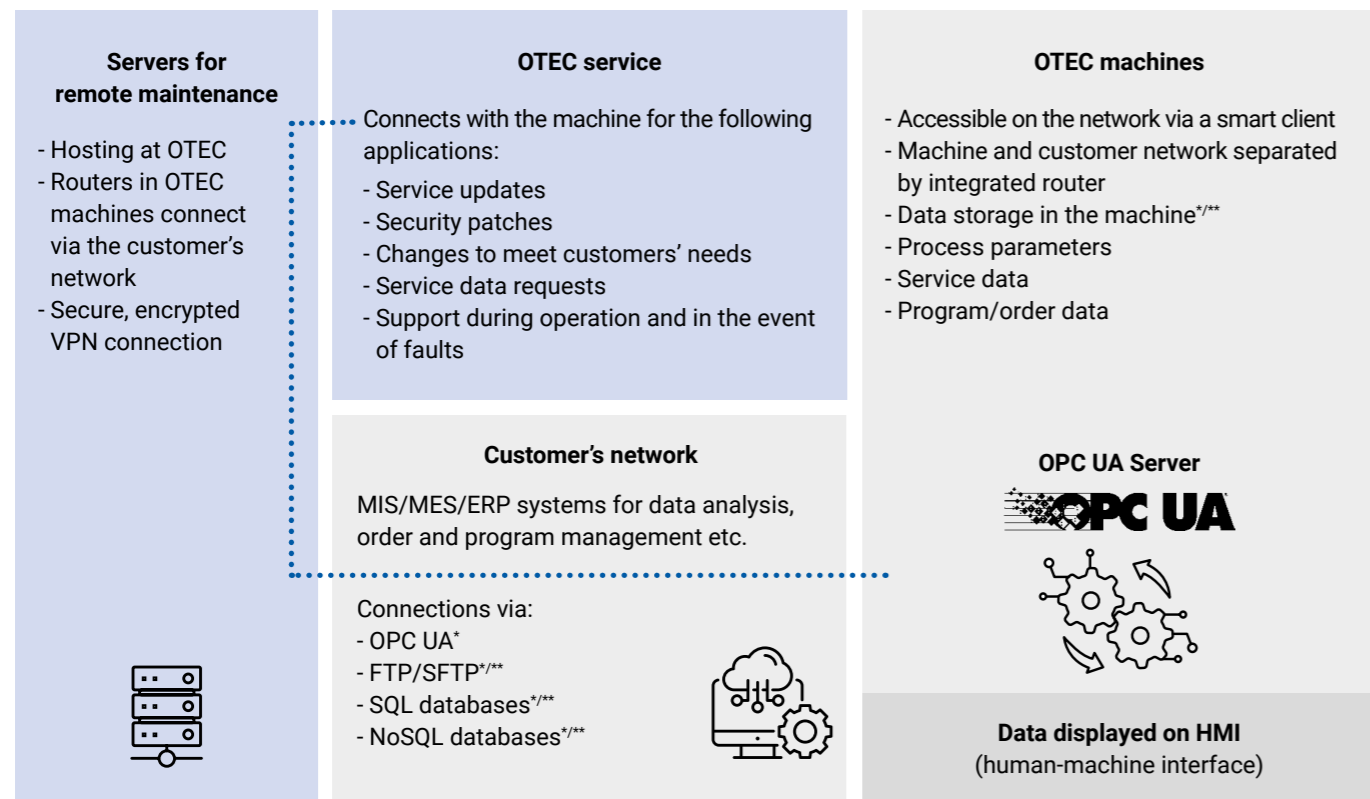 Servers for
remote maintenance
- Hosting at OTEC
- Routers in OTEC
machines connect
via the customer’s
network
- Secure, encrypted
VPN connection
OTEC service
Connects with the machine for the following
applications:
- Service updates
- Security patches
- Changes to meet customers’ needs
- Service data requests
- Support during operation and in the event
of faults
Customer’s network
MIS/MES/ERP systems for data analysis,
order and program management etc.
Connections via:
- OPC UA*
- FTP/SFTP*/**
- SQL databases*/**
- NoSQL databases*/**
OTEC machines
- Accessible on the network via a smart client
- Machine and customer network separated
by integrated router
- Data storage in the machine*/**
- Process parameters
- Service data
- Program/order data
OPC UA Server
OPC UA
Data displayed on HMI
(human-machine interface)